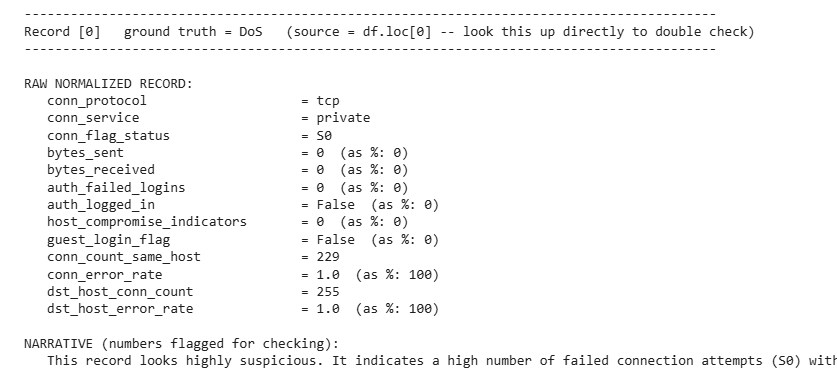 --------------------------------------------------------------------------------------------
Record [0]   ground truth = DoS   (source = df.loc[0] -- look this up directly to double check)
--------------------------------------------------------------------------------------------
RAW NORMALIZED RECORD:
conn_protocol = tcp
conn_service = private
conn_flag_status = S0
bytes_sent = 0  (as %: 0)
bytes_received = 0  (as %: 0)
auth_failed_logins = 0  (as %: 0)
auth_logged_in = False  (as %: 0)
host_compromise_indicators = 0  (as %: 0)
guest_login_flag = False  (as %: 0)
conn_count_same_host = 229
conn_error_rate = 1.0  (as %: 100)
dst_host_conn_count = 255
dst_host_error_rate = 1.0  (as %: 100)
NARRATIVE (numbers flagged for checking):
This record looks highly suspicious. It indicates a high number of failed connection attempts (S0) with